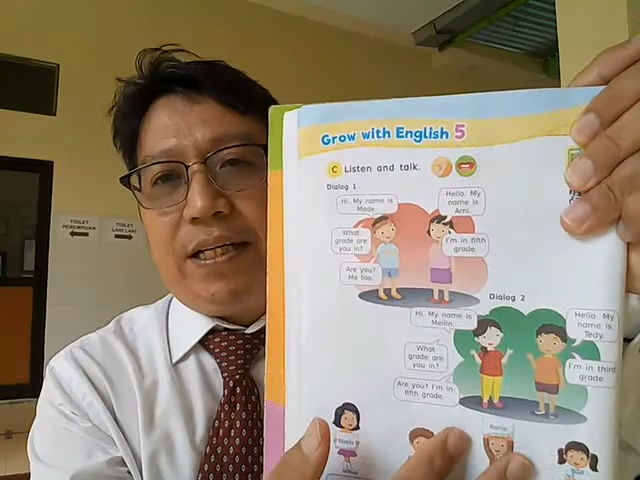 Grow with English 5
C Listen and talk.
Dialog 1
Hi. My name is
Made.
Hello. My
name is
Arni.
What
grade are
you in?
I'm in fifth
grade.
Are you?
Me too.
Dialog 2
Hi. My name is
Meilin.
Hello. My
name is
Tedy.
What
grade are
you in?
I'm in third
grade.
Are you? I'm in
fifth grade.
TOILET
PEREMPUAN
TOILET
LAKI LAKI